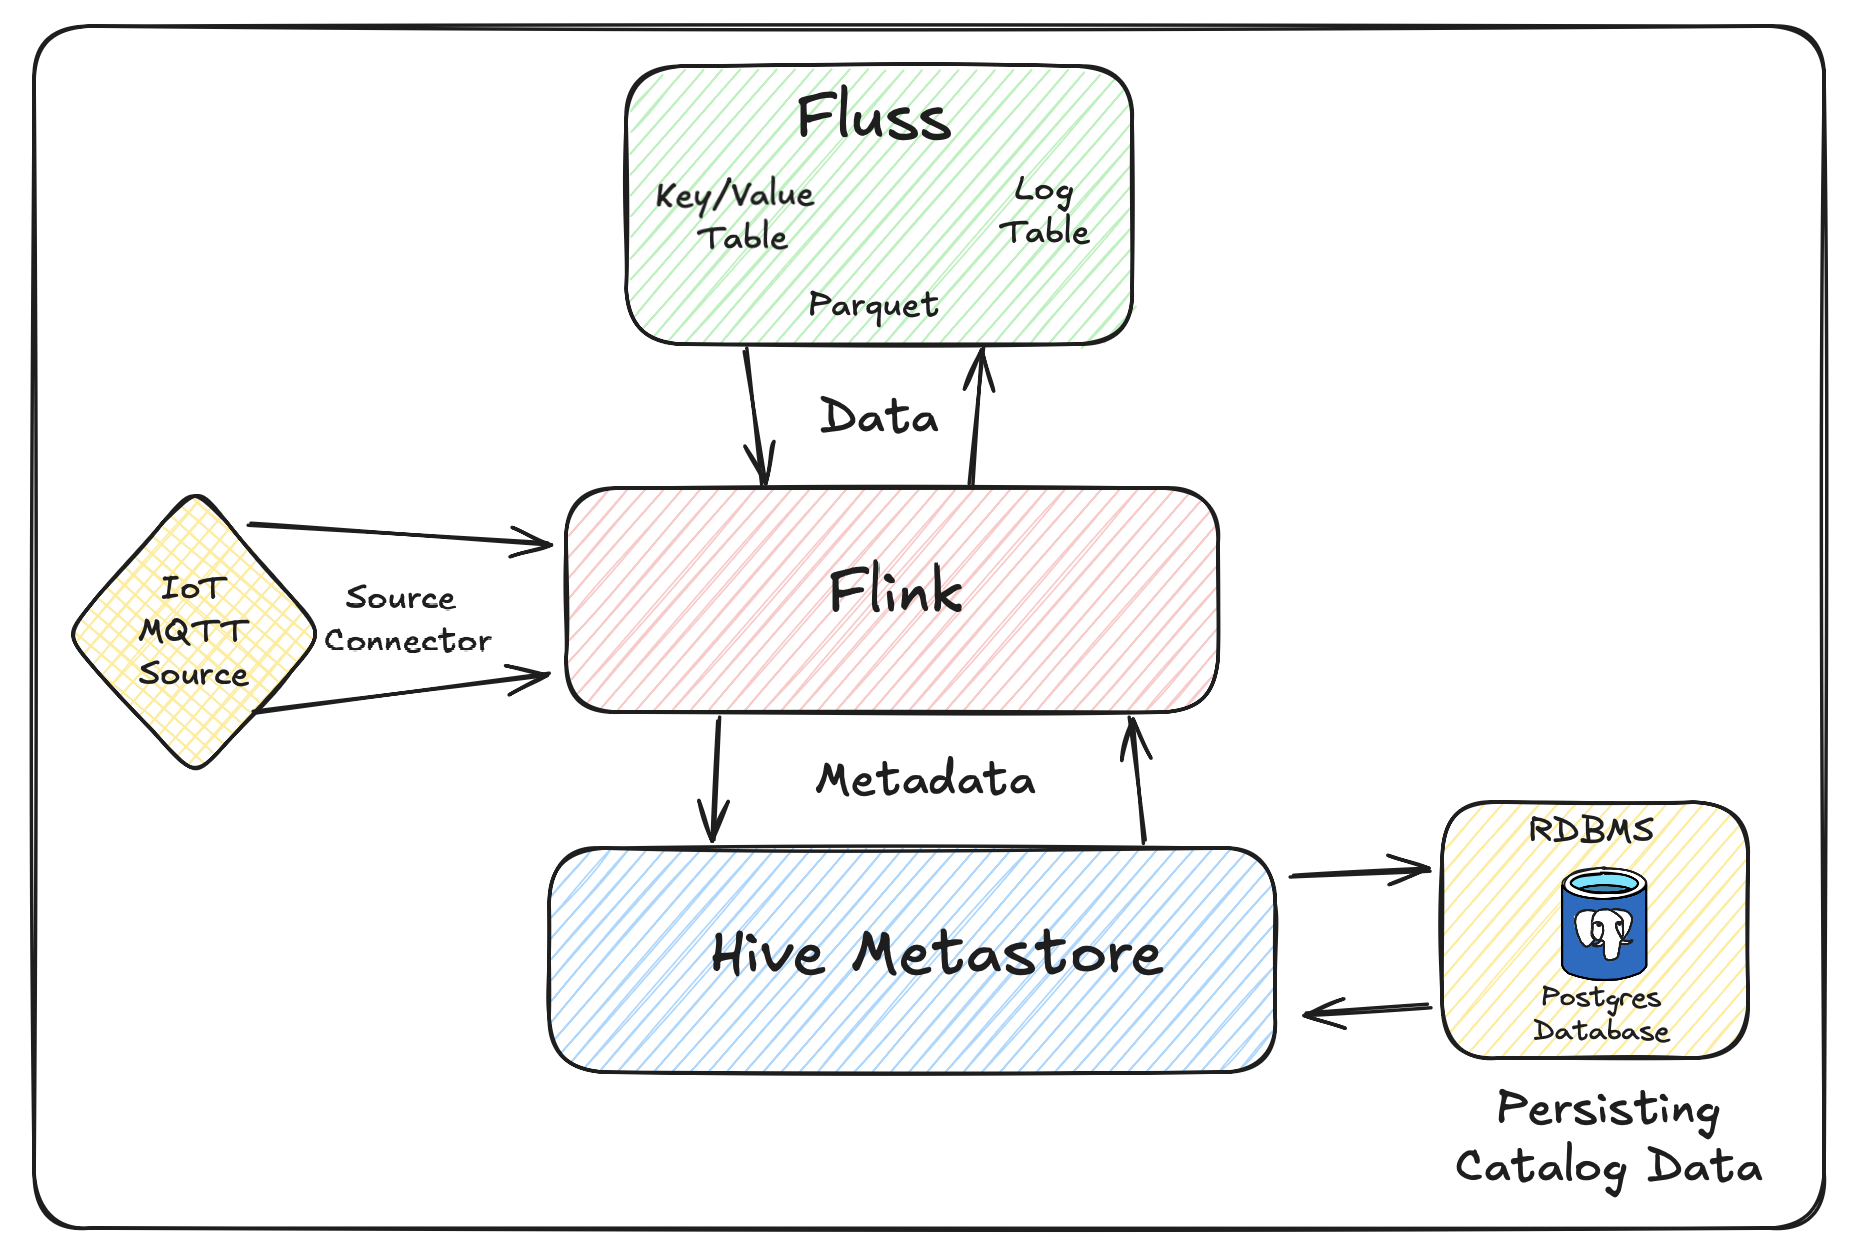 Fluss
Key/Value
Table
Log
Table
Parquet
Data
IoT
MQTT
Source
Source
Connector
Flink
Metadata
Hive Metastore
RDBMS
Postgres
Database
Persisting
Catalog Data